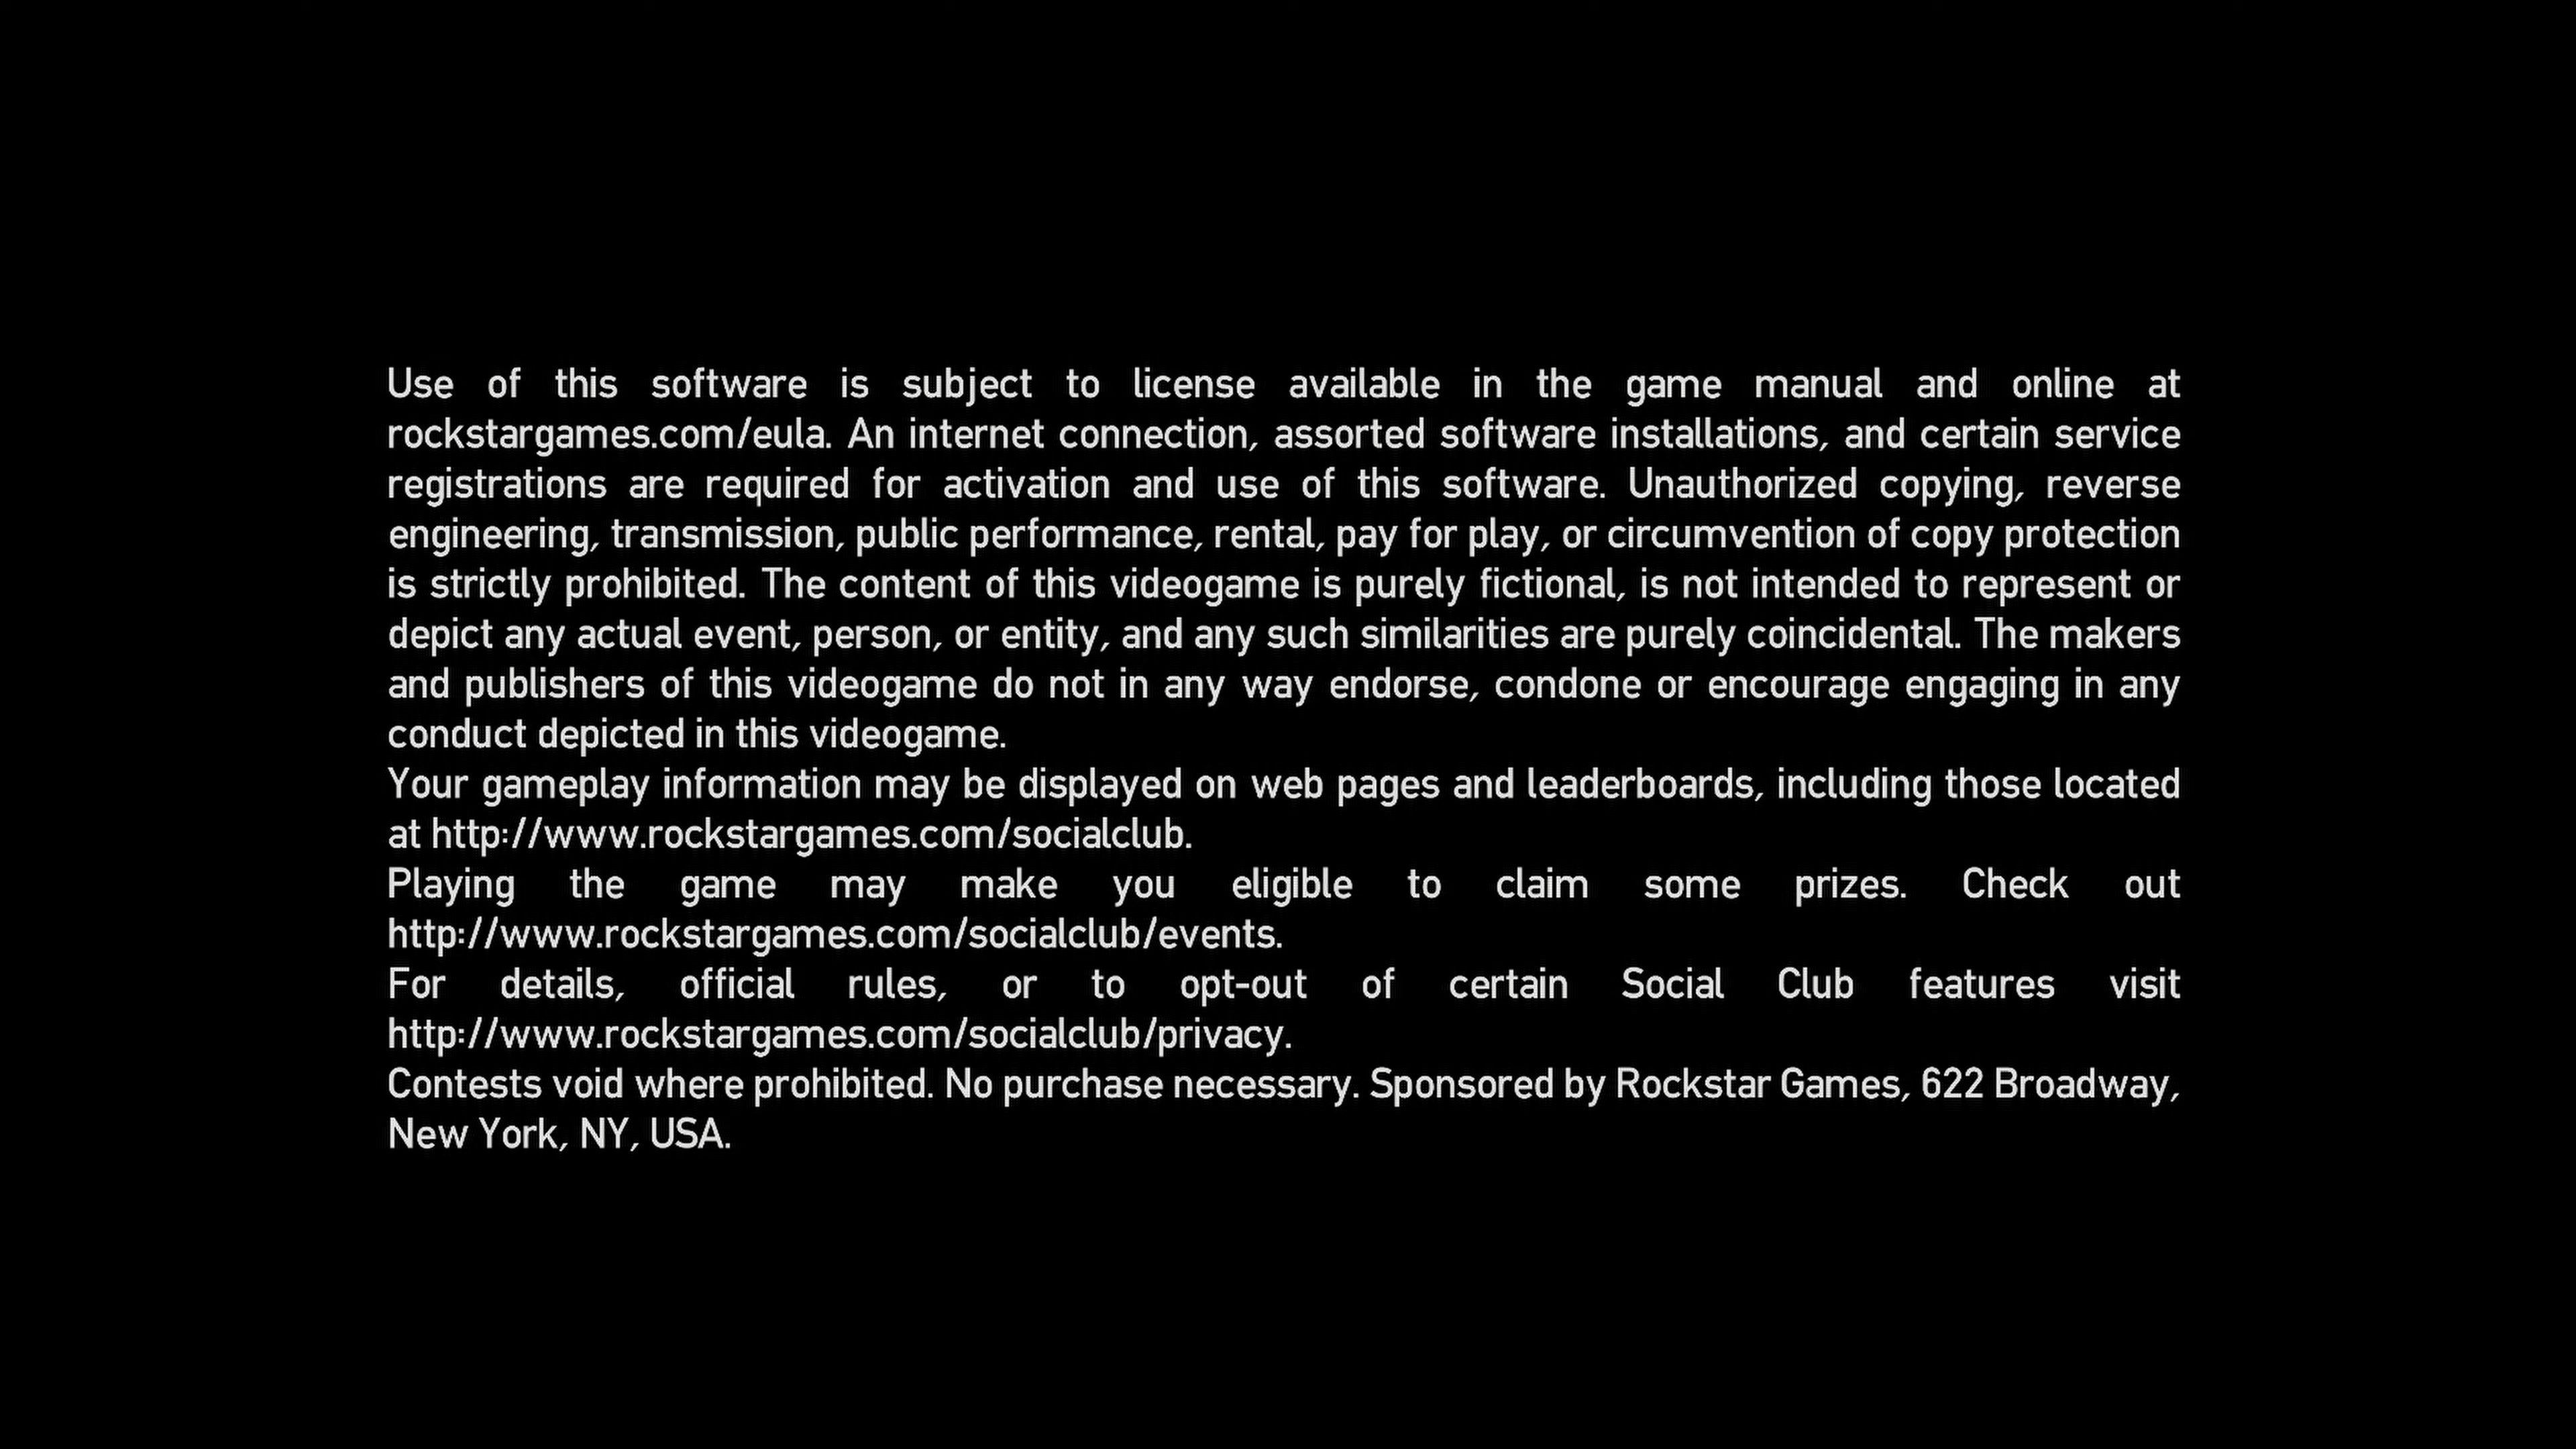 Use of this software is subject to license available in the game manual and online at
rockstargames.com/eula. An internet connection, assorted software installations, and certain service
registrations are required for activation and use of this software. Unauthorized copying, reverse
engineering, transmission, public performance, rental, pay for play, or circumvention of copy protection
is strictly prohibited. The content of this videogame is purely fictional, is not intended to represent or
depict any actual event, person, or entity, and any such similarities are purely coincidental. The makers
and publishers of this videogame do not in any way endorse, condone or encourage engaging in any
conduct depicted in this videogame.
Your gameplay information may be displayed on web pages and leaderboards, including those located
at http://www.rockstargames.com/socialclub.
Playing the game may make you eligible to claim some prizes. Check out
http://www.rockstargames.com/socialclub/events.
For details, official rules, or to opt-out of certain Social Club features visit
http://www.rockstargames.com/socialclub/privacy.
Contests void where prohibited. No purchase necessary. Sponsored by Rockstar Games, 622 Broadway,
New York, NY, USA.